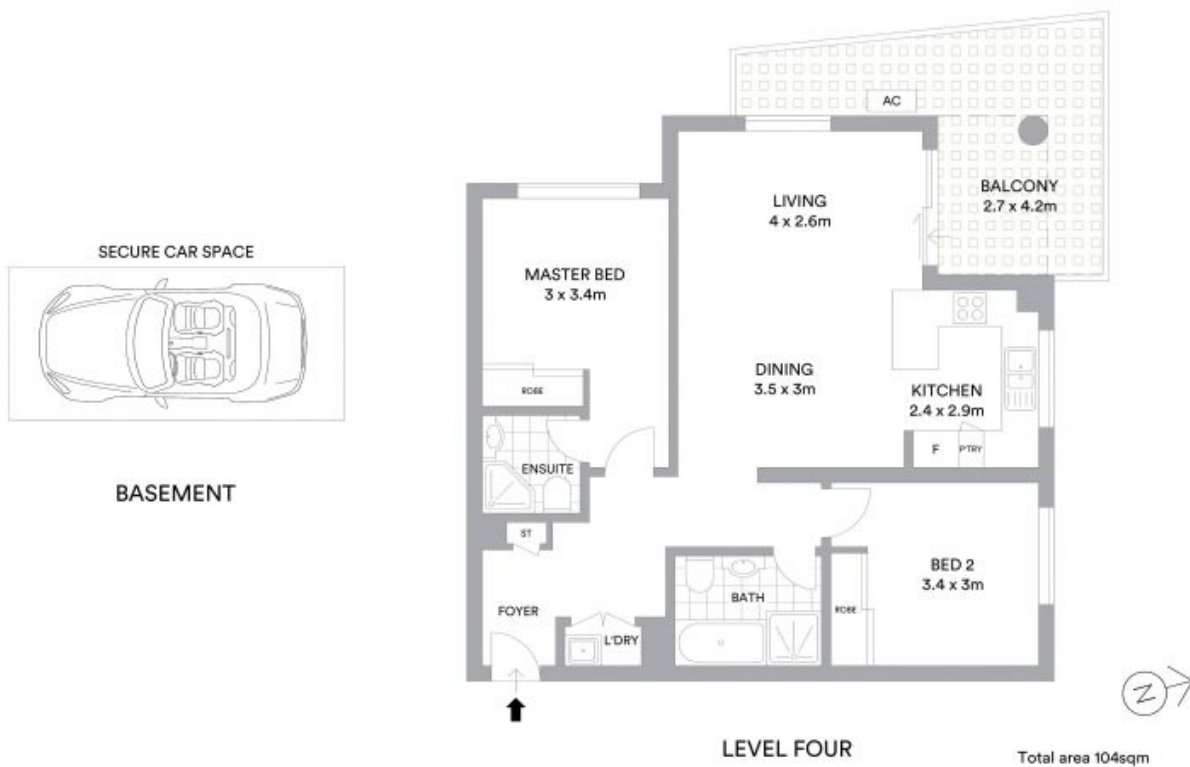 AC
BALCONY
2.7 x 4.2m
LIVING
4 x 2.6m
SECURE CAR SPACE
MASTER BED
3 x 3.4m
DINING
3.5 x 3m
KITCHEN
2.4 x 2.9m
ROBE
F
P'TRY
ENSUITE
BASEMENT
ST
BED 2
3.4 x 3m
BATH
ROBE
FOYER
L'DRY
Z
LEVEL FOUR
Total area 104sqm